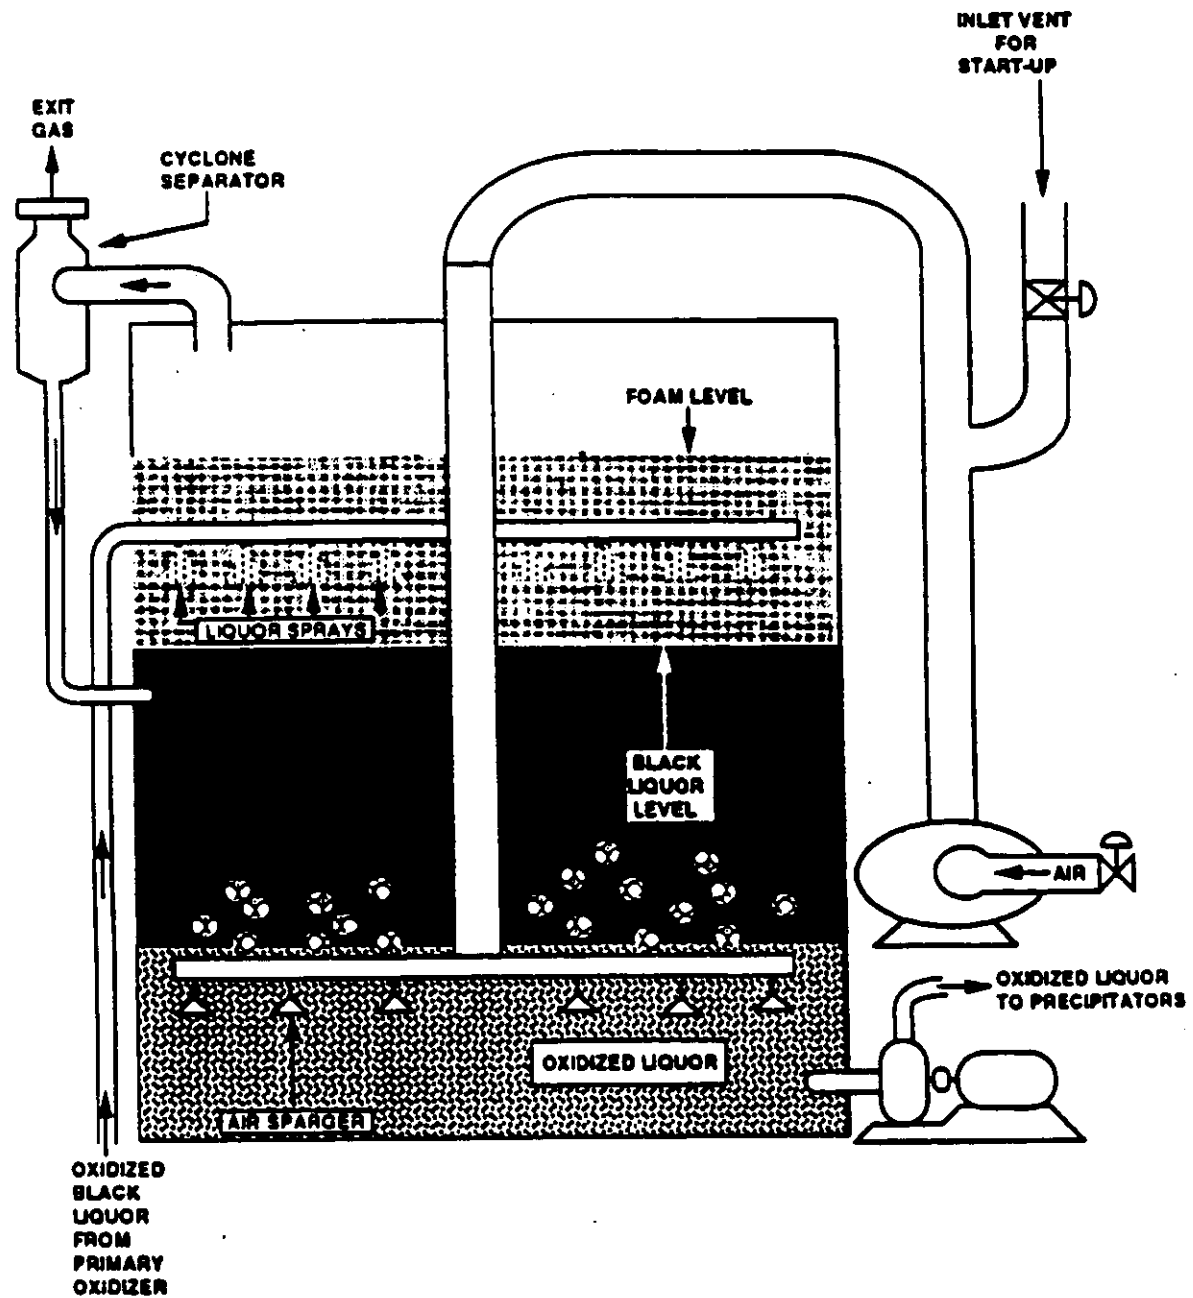 INLET VENT
FOR
START-UP
EXIT
GAS
CYCLONE
SEPARATOR
FOAM LEVEL
LIQUOR SPRAYS
BLACK
LIQUOR
LEVEL
AIR
OXIDIZED LIQUOR
TO PRECIPITATORS
OXIDIZED LIQUOR
AIR SPARGER
OXIDIZED
BLACK
LIQUOR
FROM
PRIMARY
OXIDIZER